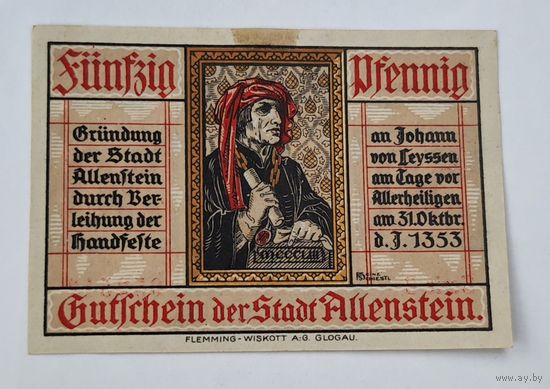 Fünfzig Pfennig
Gründung
der Stadt
Allenstein
durch Ver-
leihung der
Handfeste
an Johann
von Leyssen
am Tage vor
Allerheiligen
am 31. Oktbr.
d. J. 1353
Gutschein der Stadt Allenstein.
FLEMMING-WISKOTT A:G. GLOGAU.
https://www.ay.by